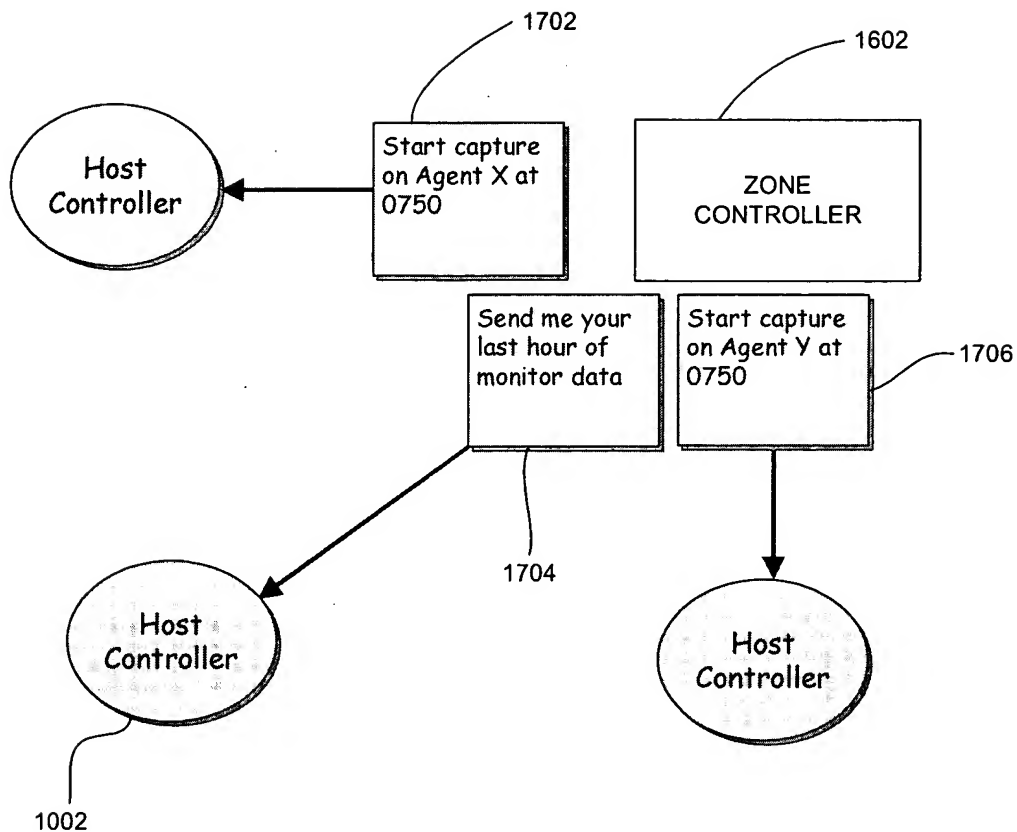 1702
1602
Host
Controller
Start capture
on Agent X at
0750
ZONE
CONTROLLER
Send me your
last hour of
monitor data
Start capture
on Agent Y at
0750
1706
1704
Host
Controller
Host
Controller
1002